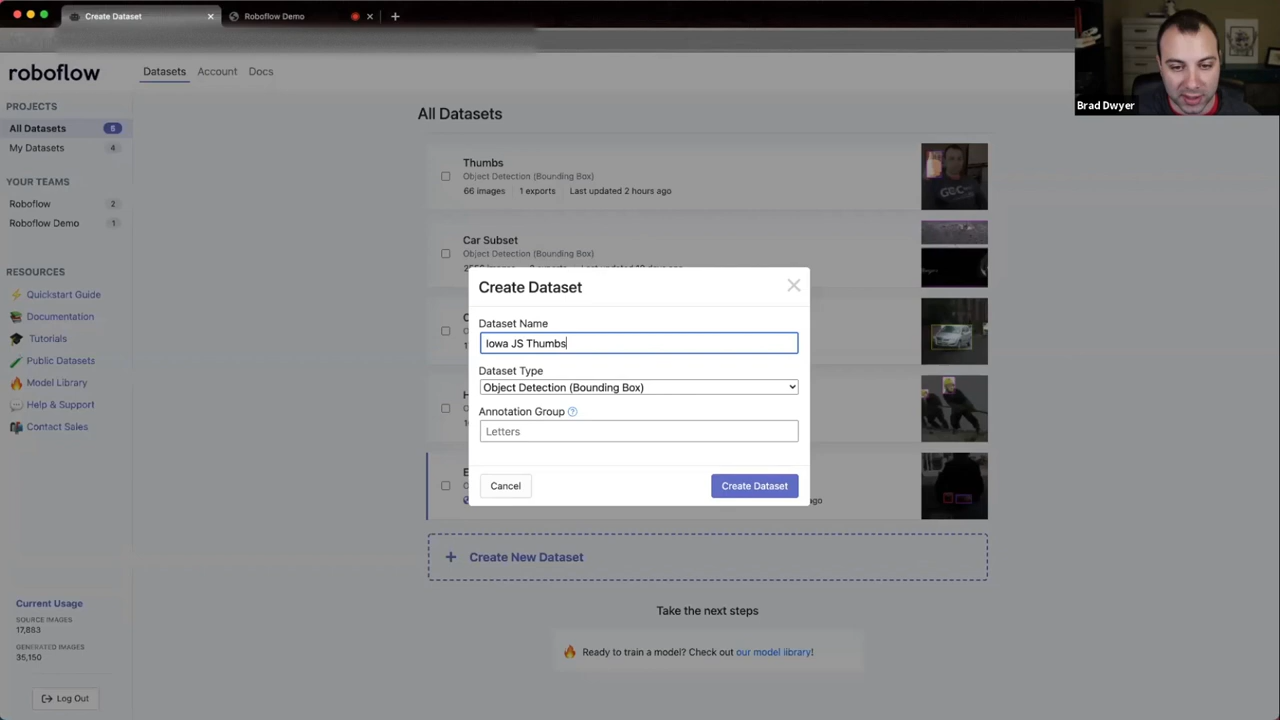 Create Dataset
Roboflow Demo
roboflow
Datasets
Account
Docs
Brad Dwyer
PROJECTS
All Datasets 6
My Datasets 4
YOUR TEAMS
Roboflow 2
Roboflow Demo 1
RESOURCES
Quickstart Guide
Documentation
Tutorials
Public Datasets
Model Library
Help & Support
Contact Sales
Current Usage
SOURCE IMAGES
17,883
GENERATED IMAGES
35,150
Log Out
All Datasets
Thumbs
Object Detection (Bounding Box)
66 images
1 exports
Last updated 2 hours ago
Car Subset
Object Detection (Bounding Box)
Create Dataset
Dataset Name
Iowa JS Thumbs
Dataset Type
Object Detection (Bounding Box)
Annotation Group
Letters
Cancel
Create Dataset
ago
+ Create New Dataset
Take the next steps
Ready to train a model? Check out our model library!